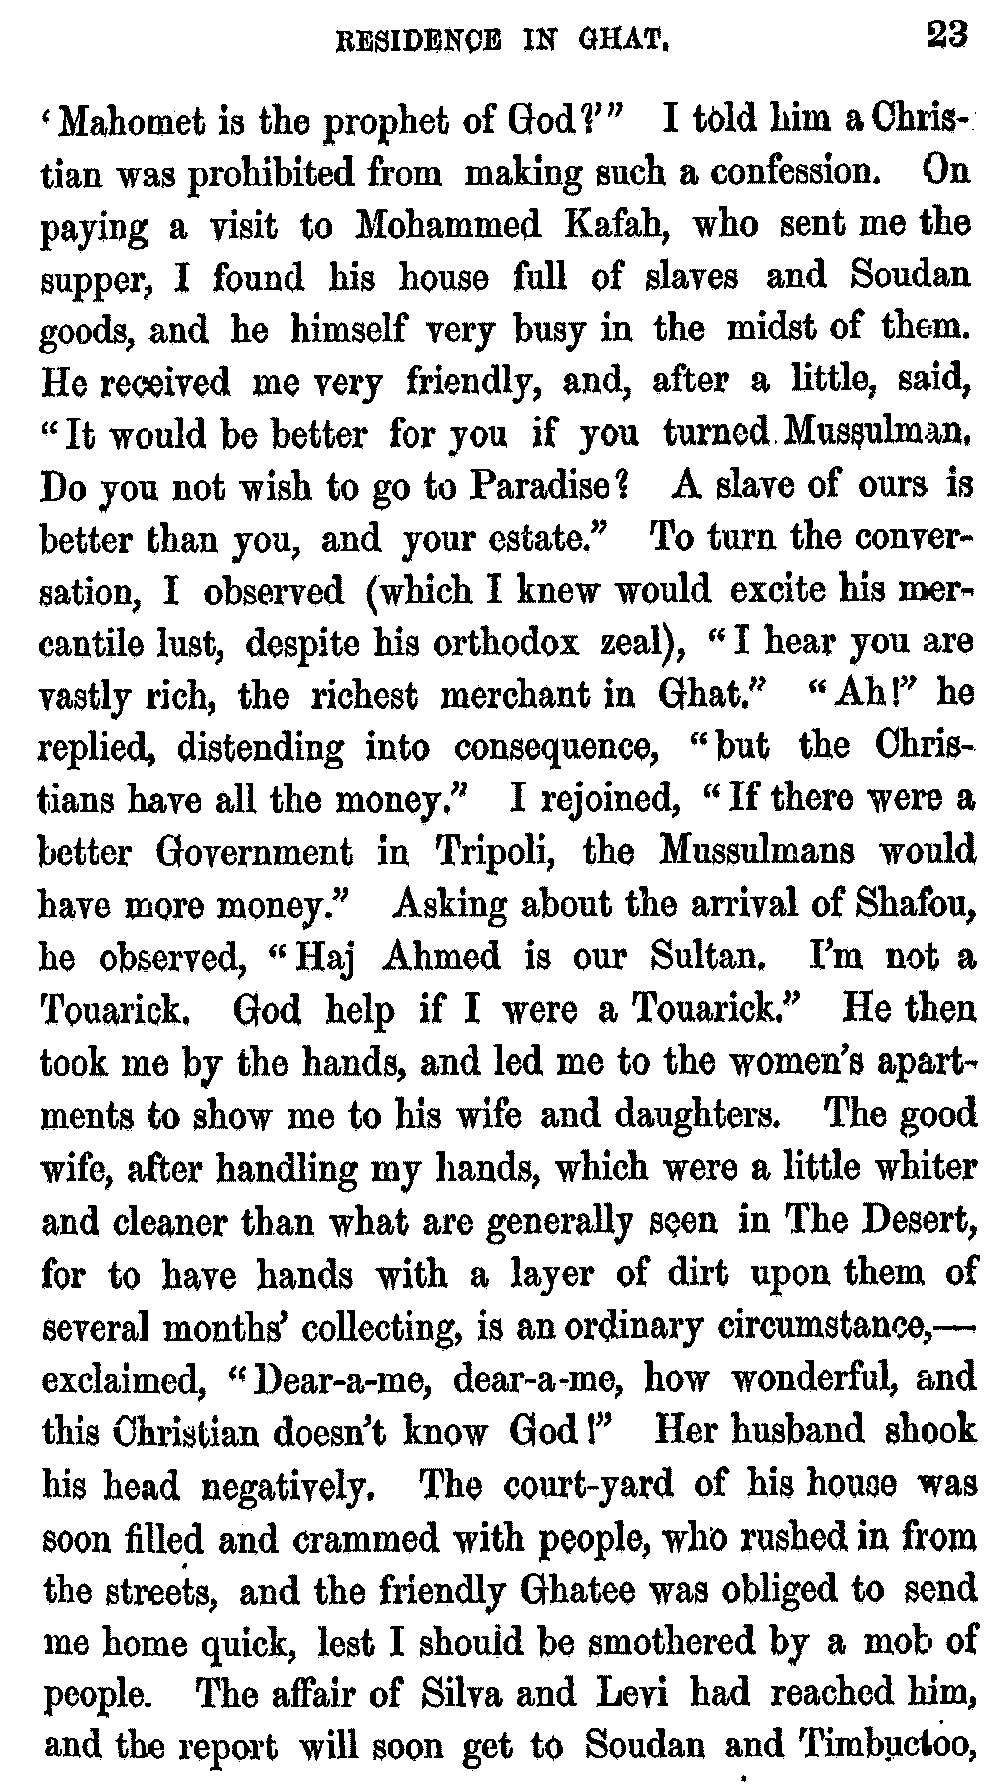 RESIDENCE IN GHAT. 23
‘Mahomet is the prophet of God?’” I told him a Chris-
tian was prohibited from making such a confession. On
paying a visit to Mohammed Kafah, who sent me the
supper, I found his house full of slaves and Soudan
goods, and he himself very busy in the midst of them.
He received me very friendly, and, after a little, said,
“It would be better for you if you turned Mussulman.
Do you not wish to go to Paradise? A slave of ours is
better than you, and your estate.” To turn the conver-
sation, I observed (which I knew would excite his mer-
cantile lust, despite his orthodox zeal), “I hear you are
vastly rich, the richest merchant in Ghat.” “Ah!” he
replied, distending into consequence, “but the Chris-
tians have all the money.” I rejoined, “If there were a
better Government in Tripoli, the Mussulmans would
have more money.” Asking about the arrival of Shafou,
he observed, “Haj Ahmed is our Sultan. I’m not a
Touarick. God help if I were a Touarick.” He then
took me by the hands, and led me to the women’s apart-
ments to show me to his wife and daughters. The good
wife, after handling my hands, which were a little whiter
and cleaner than what are generally seen in The Desert,
for to have hands with a layer of dirt upon them of
several months’ collecting, is an ordinary circumstance,—
exclaimed, “Dear-a-me, dear-a-me, how wonderful, and
this Christian doesn’t know God!” Her husband shook
his head negatively. The court-yard of his house was
soon filled and crammed with people, who rushed in from
the streets, and the friendly Ghatee was obliged to send
me home quick, lest I should be smothered by a mob of
people. The affair of Silva and Levi had reached him,
and the report will soon get to Soudan and Timbuctoo,